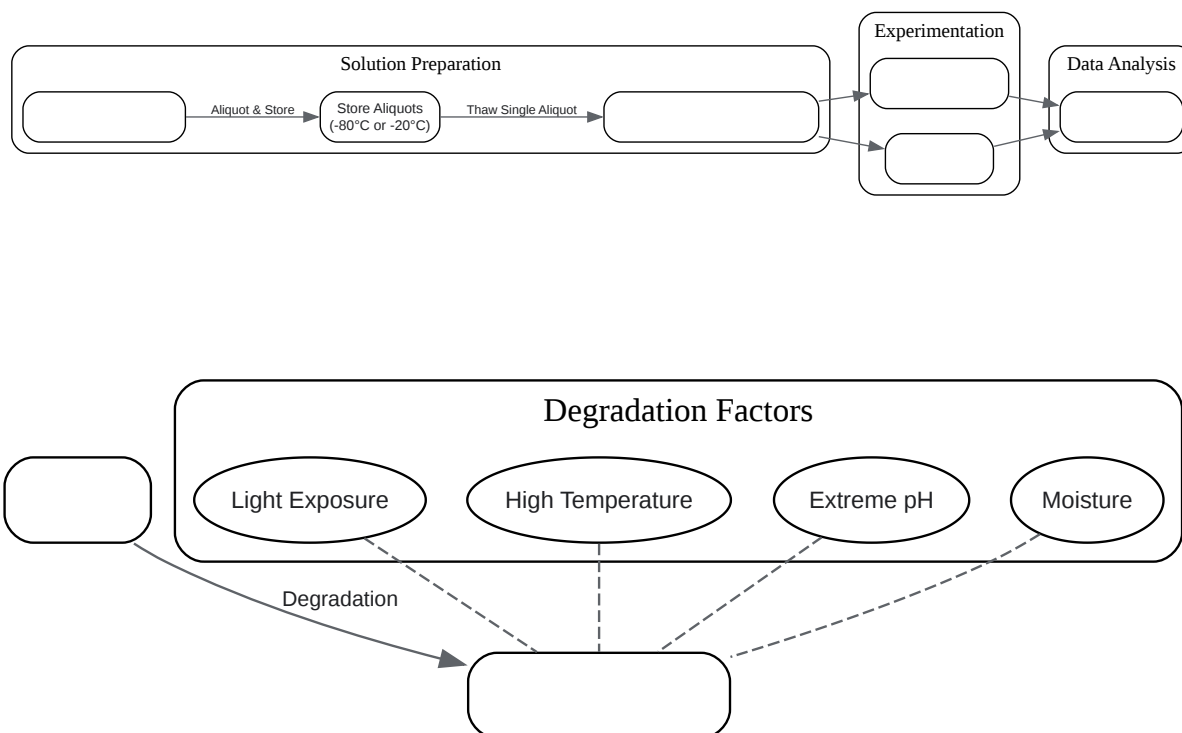 Experimentation
Solution Preparation
Data Analysis
Aliquot & Store
Store Aliquots
(-80°C or -20°C)
Thaw Single Aliquot
Degradation Factors
Light Exposure
High Temperature
Extreme pH
Moisture
Degradation